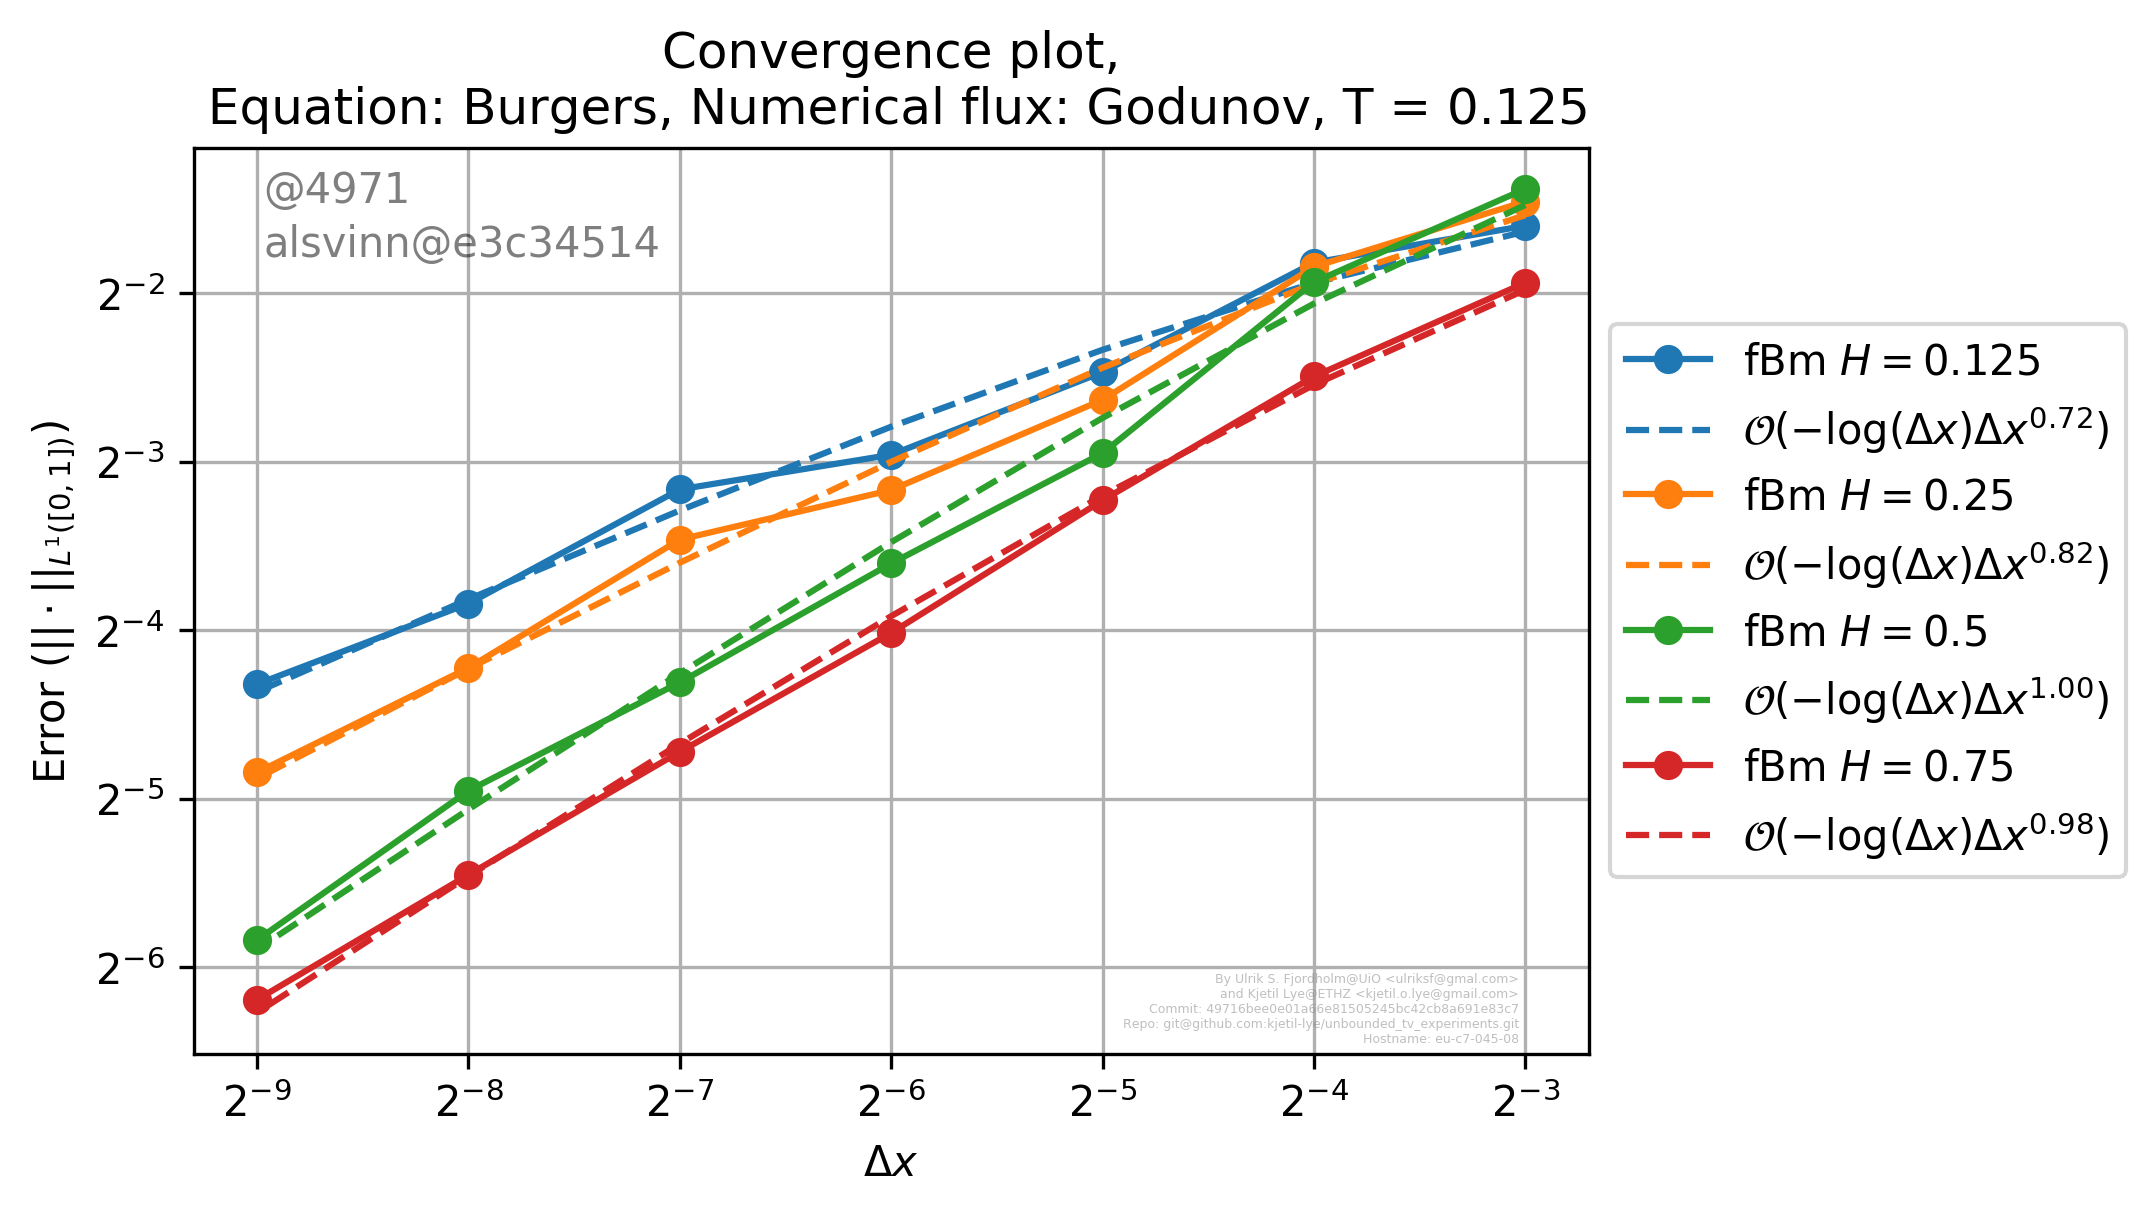 Convergence plot,
Equation: Burgers, Numerical flux: Godunov, T = 0.125
@4971
alsvinn@e3c34514
2⁻²
2⁻³
2⁻⁴
2⁻⁵
2⁻⁶
Error (||·||_{L¹([0,1])})
By Ulrik S. Fjordholm@UiO <ulriksf@gmal.com>
and Kjetil Lye@ETHZ <kjetil.o.lye@gmail.com>
Commit: 49716bee0e01a66e81505245bc42cb8a691e83c7
Repo: git@github.com:kjetil-lye/unbounded_tv_experiments.git
Hostname: eu-c7-045-08
2⁻⁹ 2⁻⁸ 2⁻⁷ 2⁻⁶ 2⁻⁵ 2⁻⁴ 2⁻³
Δx
fBm H = 0.125
𝒪(−log(Δx)Δx^{0.72})
fBm H = 0.25
𝒪(−log(Δx)Δx^{0.82})
fBm H = 0.5
𝒪(−log(Δx)Δx^{1.00})
fBm H = 0.75
𝒪(−log(Δx)Δx^{0.98})